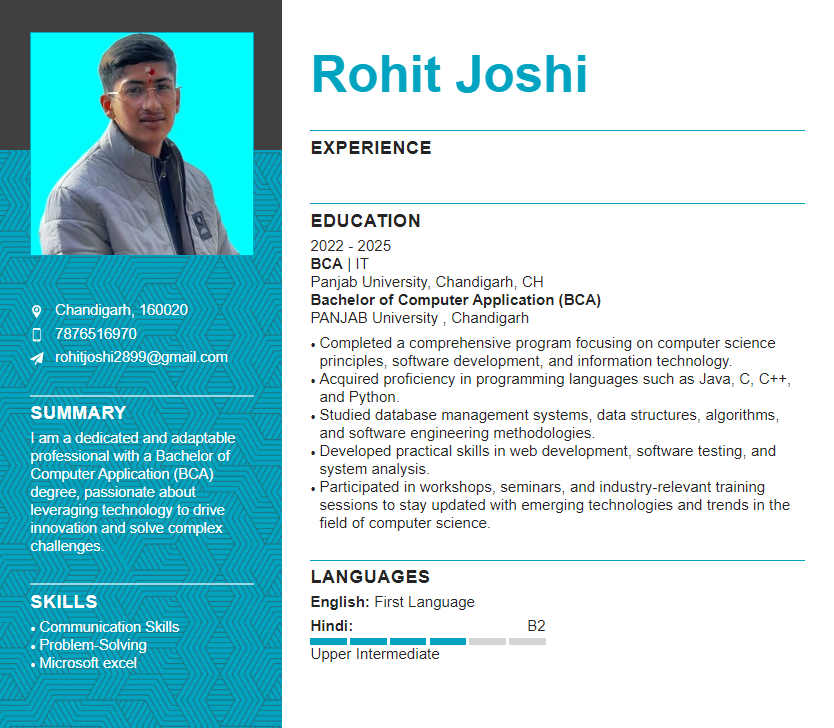 Rohit Joshi
EXPERIENCE
EDUCATION
2022 - 2025
BCA | IT
Panjab University, Chandigarh, CH
Bachelor of Computer Application (BCA)
PANJAB University , Chandigarh
• Completed a comprehensive program focusing on computer science
principles, software development, and information technology.
• Acquired proficiency in programming languages such as Java, C, C++,
and Python.
• Studied database management systems, data structures, algorithms,
and software engineering methodologies.
• Developed practical skills in web development, software testing, and
system analysis.
• Participated in workshops, seminars, and industry-relevant training
sessions to stay updated with emerging technologies and trends in the
field of computer science.
LANGUAGES
English: First Language
Hindi: B2
Upper Intermediate
Chandigarh, 160020
7876516970
rohitjoshi2899@gmail.com
SUMMARY
I am a dedicated and adaptable
professional with a Bachelor of
Computer Application (BCA)
degree, passionate about
leveraging technology to drive
innovation and solve complex
challenges.
SKILLS
• Communication Skills
• Problem-Solving
• Microsoft excel